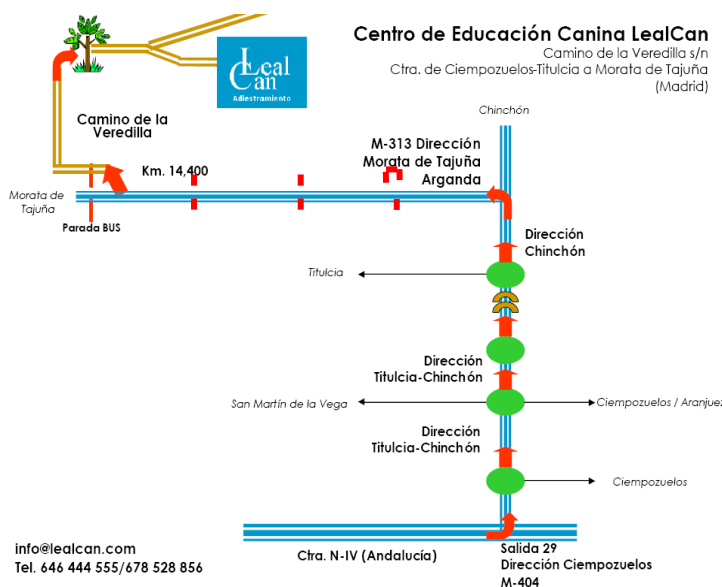 Centro de Educación Canina LealCan
Camino de la Veredilla s/n
Ctra. de Ciempozuelos-Titulcia a Morata de Tajuña
(Madrid)
Leal
Can
Adiestramiento
Chinchón
Camino de la
Veredilla
M-313 Dirección
Morata de Tajuña
Arganda
Km. 14,400
Morata de
Tajuña
Parada BUS
Dirección
Chinchón
Titulcia
Dirección
Titulcia-Chinchón
San Martín de la Vega
Ciempozuelos / Aranjuez
Dirección
Titulcia-Chinchón
Ciempozuelos
info@lealcan.com
Tel. 646 444 555/678 528 856
Ctra. N-IV (Andalucía)
Salida 29
Dirección Ciempozuelos
M-404